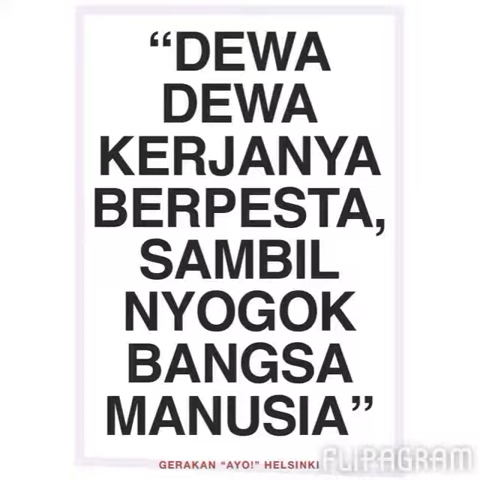 “DEWA
DEWA
KERJANYA
BERPESTA,
SAMBIL
NYOGOK
BANGSA
MANUSIA”
GERAKAN “AYO!” HELSINKI
FLIPAGRAM